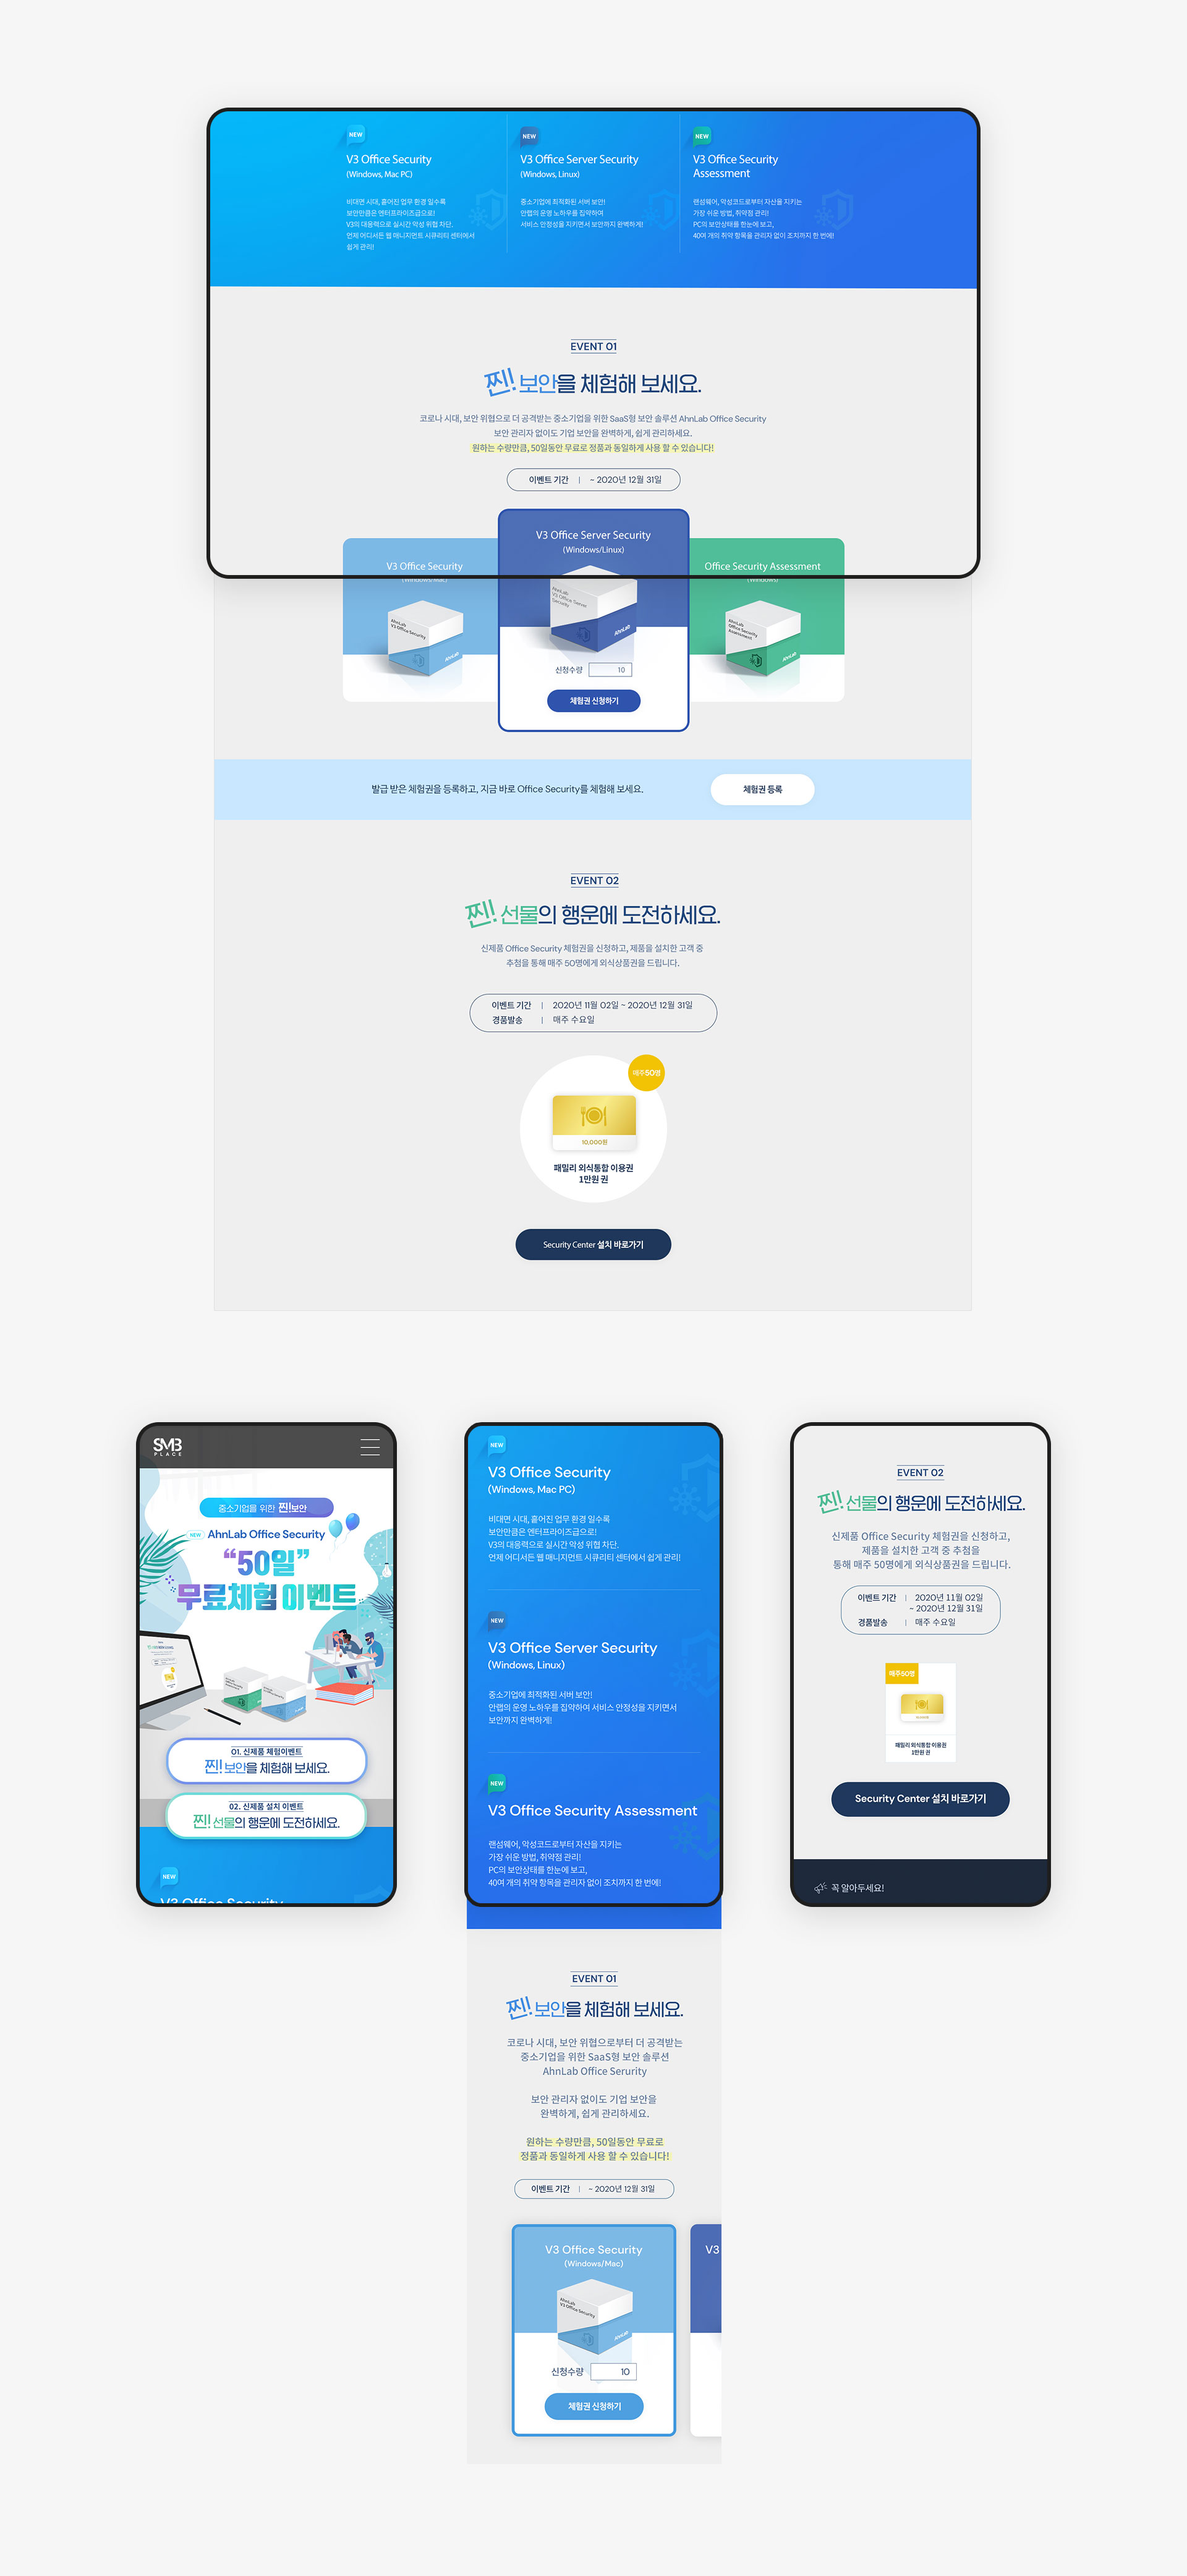 NEW
V3 Office Security
(Windows, Mac PC)
비대면 시대, 흩어진 업무 환경 일수록
보안만큼은 엔터프라이즈급으로!
V3의 대응력으로 실시간 악성 위협 차단.
언제 어디서든 웹 매니지먼트 시큐리티 센터에서
쉽게 관리!
NEW
V3 Office Server Security
(Windows, Linux)
중소기업에 최적화된 서버 보안!
안랩의 운영 노하우를 집약하여
서비스 안정성을 지키면서 보안까지 완벽하게!
NEW
V3 Office Security
Assessment
랜섬웨어, 악성코드로부터 자산을 지키는
가장 쉬운 방법, 취약점 관리!
PC의 보안상태를 한눈에 보고,
40여 개의 취약 항목을 관리자 없이 조치까지 한 번에!
EVENT 01
찐! 보안을 체험해 보세요.
코로나 시대, 보안 위협으로 더 공격받는 중소기업을 위한 SaaS형 보안 솔루션 AhnLab Office Security
보안 관리자 없이도 기업 보안을 완벽하게, 쉽게 관리하세요.
원하는 수량만큼, 50일동안 무료로 정품과 동일하게 사용 할 수 있습니다!
이벤트 기간 | ~ 2020년 12월 31일
V3 Office Security
(Windows/Mac)
AhnLab
V3 Office Security
AhnLab
V3 Office Server Security
(Windows/Linux)
AhnLab
V3 Office Server
Security
AhnLab
신청수량 10
체험권 신청하기
Office Security Assessment
(Windows)
AhnLab
Office Security
Assessment
AhnLab
발급 받은 체험권을 등록하고, 지금 바로 Office Security를 체험해 보세요.
체험권 등록
EVENT 02
찐! 선물의 행운에 도전하세요.
신제품 Office Security 체험권을 신청하고, 제품을 설치한 고객 중
추첨을 통해 매주 50명에게 외식상품권을 드립니다.
이벤트 기간 | 2020년 11월 02일 ~ 2020년 12월 31일
경품발송 | 매주 수요일
매주50명
10,000원
패밀리 외식통합 이용권
1만원 권
Security Center 설치 바로가기
SMB
PLACE
중소기업을 위한 찐!보안
NEW AhnLab Office Security
“50일”
무료체험 이벤트
01. 신제품 체험이벤트
찐! 보안을 체험해 보세요.
02. 신제품 설치 이벤트
찐! 선물의 행운에 도전하세요.
NEW
V3 Office Security
NEW
V3 Office Security
(Windows, Mac PC)
비대면 시대, 흩어진 업무 환경 일수록
보안만큼은 엔터프라이즈급으로!
V3의 대응력으로 실시간 악성 위협 차단.
언제 어디서든 웹 매니지먼트 시큐리티 센터에서 쉽게 관리!
NEW
V3 Office Server Security
(Windows, Linux)
중소기업에 최적화된 서버 보안!
안랩의 운영 노하우를 집약하여 서비스 안정성을 지키면서
보안까지 완벽하게!
NEW
V3 Office Security Assessment
랜섬웨어, 악성코드로부터 자산을 지키는
가장 쉬운 방법, 취약점 관리!
PC의 보안상태를 한눈에 보고,
40여 개의 취약 항목을 관리자 없이 조치까지 한 번에!
EVENT 01
찐! 보안을 체험해 보세요.
코로나 시대, 보안 위협으로부터 더 공격받는
중소기업을 위한 SaaS형 보안 솔루션
AhnLab Office Serurity
보안 관리자 없이도 기업 보안을
완벽하게, 쉽게 관리하세요.
원하는 수량만큼, 50일동안 무료로
정품과 동일하게 사용 할 수 있습니다!
이벤트 기간 | ~ 2020년 12월 31일
V3 Office Security
(Windows/Mac)
AhnLab
V3 Office Security
AhnLab
신청수량 10
체험권 신청하기
V3
EVENT 02
찐! 선물의 행운에 도전하세요.
신제품 Office Security 체험권을 신청하고,
제품을 설치한 고객 중 추첨을
통해 매주 50명에게 외식상품권을 드립니다.
이벤트 기간 | 2020년 11월 02일
~ 2020년 12월 31일
경품발송 | 매주 수요일
매주50명
패밀리 외식통합 이용권
1만원 권
Security Center 설치 바로가기
꼭 알아두세요!